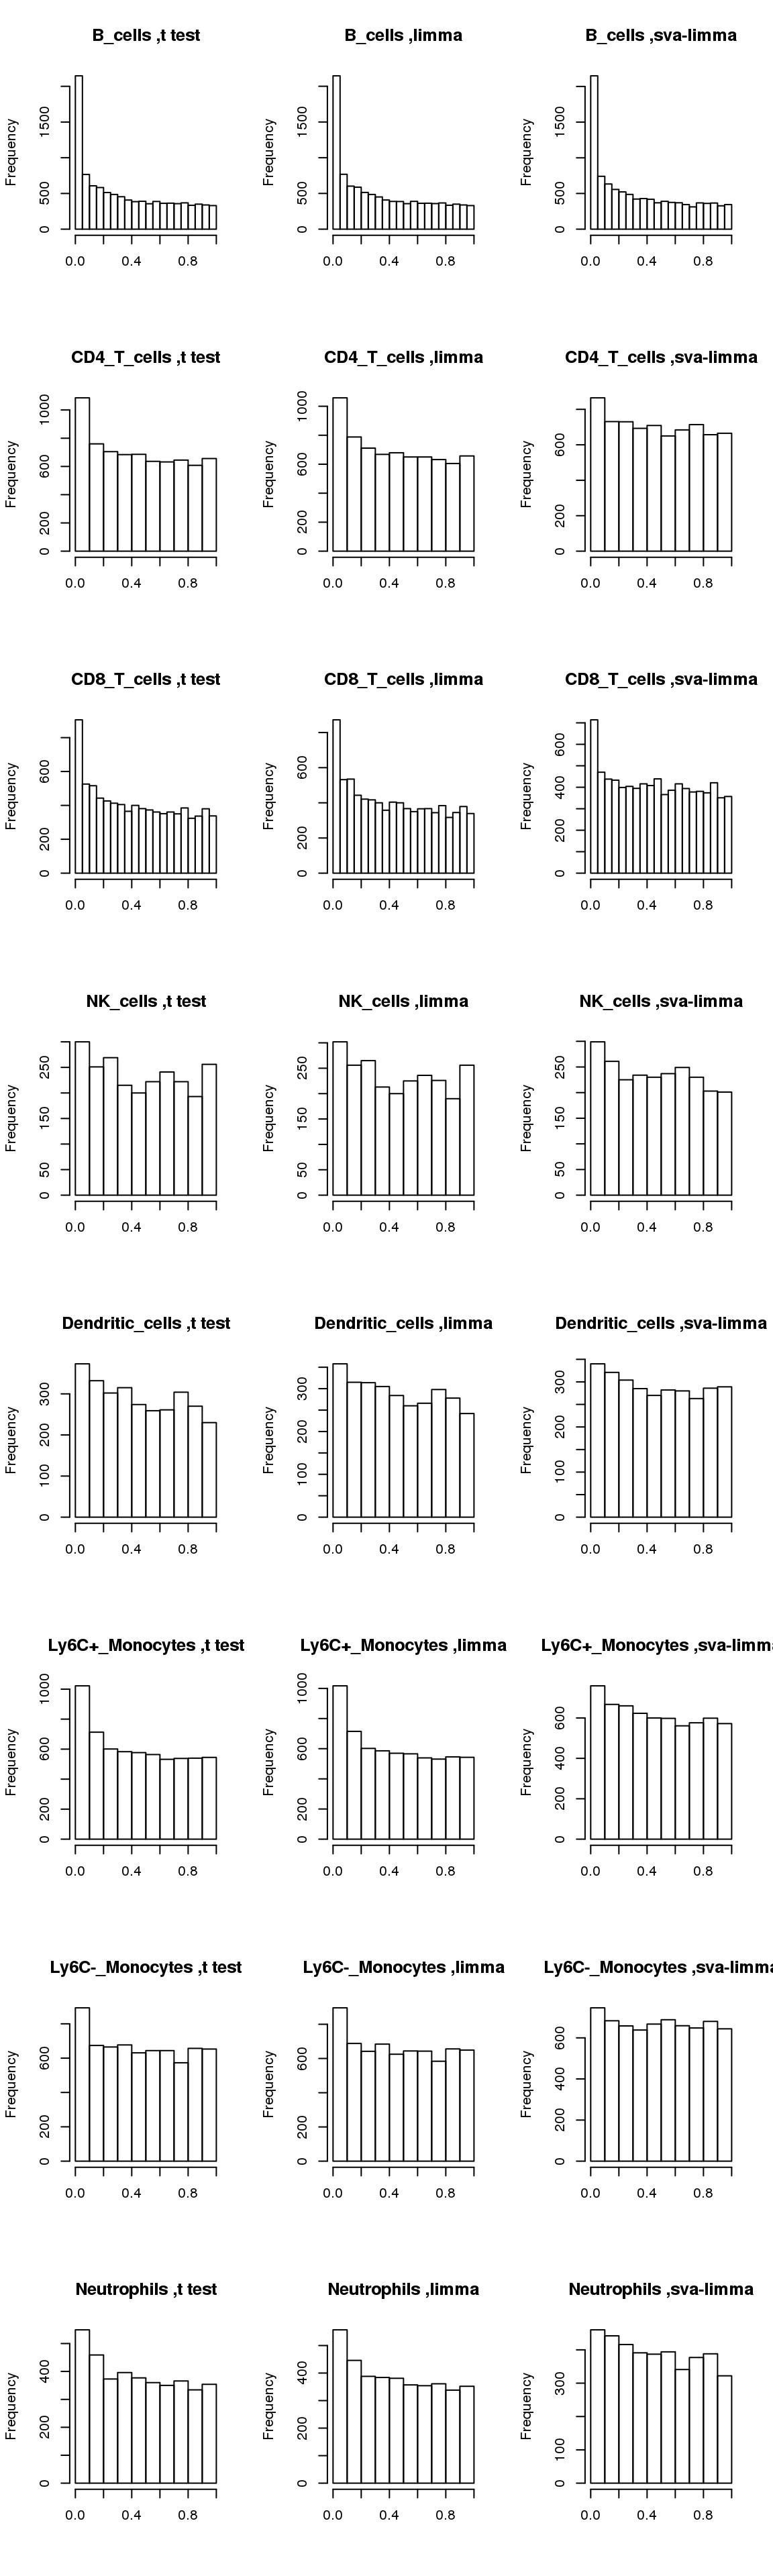 B_cells ,t test
B_cells ,limma
B_cells ,sva-limma
Frequency
0 500 1500
0.0 0.4 0.8
Frequency
0 500 1500
0.0 0.4 0.8
Frequency
0 500 1500
0.0 0.4 0.8
CD4_T_cells ,t test
CD4_T_cells ,limma
CD4_T_cells ,sva-limma
Frequency
0 200 600 1000
0.0 0.4 0.8
Frequency
0 200 600 1000
0.0 0.4 0.8
Frequency
0 200 600
0.0 0.4 0.8
CD8_T_cells ,t test
CD8_T_cells ,limma
CD8_T_cells ,sva-limma
Frequency
0 200 600
0.0 0.4 0.8
Frequency
0 200 600
0.0 0.4 0.8
Frequency
0 200 400 600
0.0 0.4 0.8
NK_cells ,t test
NK_cells ,limma
NK_cells ,sva-limma
Frequency
0 50 150 250
0.0 0.4 0.8
Frequency
0 50 150 250
0.0 0.4 0.8
Frequency
0 50 150 250
0.0 0.4 0.8
Dendritic_cells ,t test
Dendritic_cells ,limma
Dendritic_cells ,sva-limma
Frequency
0 100 200 300
0.0 0.4 0.8
Frequency
0 100 200 300
0.0 0.4 0.8
Frequency
0 100 200 300
0.0 0.4 0.8
Ly6C+_Monocytes ,t test
Ly6C+_Monocytes ,limma
Ly6C+_Monocytes ,sva-limma
Frequency
0 200 600 1000
0.0 0.4 0.8
Frequency
0 200 600 1000
0.0 0.4 0.8
Frequency
0 200 400 600
0.0 0.4 0.8
Ly6C-_Monocytes ,t test
Ly6C-_Monocytes ,limma
Ly6C-_Monocytes ,sva-limma
Frequency
0 200 600
0.0 0.4 0.8
Frequency
0 200 600
0.0 0.4 0.8
Frequency
0 200 400 600
0.0 0.4 0.8
Neutrophils ,t test
Neutrophils ,limma
Neutrophils ,sva-limma
Frequency
0 200 400
0.0 0.4 0.8
Frequency
0 200 400
0.0 0.4 0.8
Frequency
0 100 300
0.0 0.4 0.8